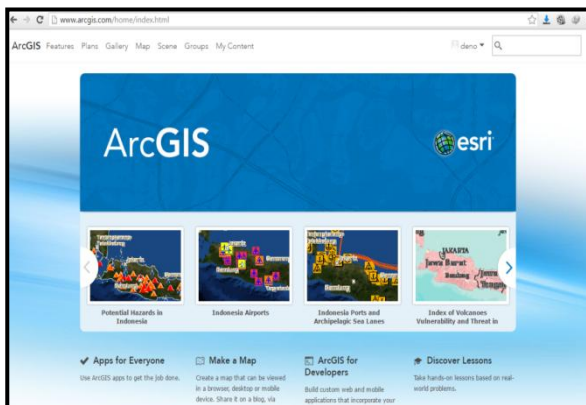 www.arcgis.com/home/index.html
ArcGIS Features Plans Gallery Map Scene Groups My Content deno
ArcGIS
esri
JAKARTA
Jawa Barat
Bandung
Potential Hazards in
Indonesia
Indonesia Airports
Indonesia Ports and
Archipelagic Sea Lanes
Index of Volcanoes
Vulnerability and Threat in
Apps for Everyone
Use ArcGIS apps to get the job done.
Make a Map
Create a map that can be viewed
in a browser, desktop or mobile
device. Share it on a blog, via
ArcGIS for
Developers
Build custom web and mobile
applications that incorporate your
Discover Lessons
Take hands-on lessons based on real-
world problems.